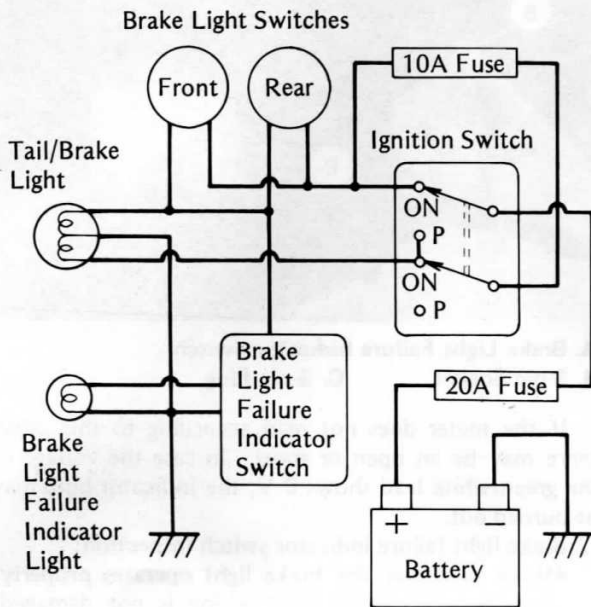 Brake Light Switches
Front
Rear
10A Fuse
Ignition Switch
Tail/Brake
Light
ON
P
ON
P
Brake
Light
Failure
Indicator
Switch
20A Fuse
Brake
Light
Failure
Indicator
Light
+
Battery